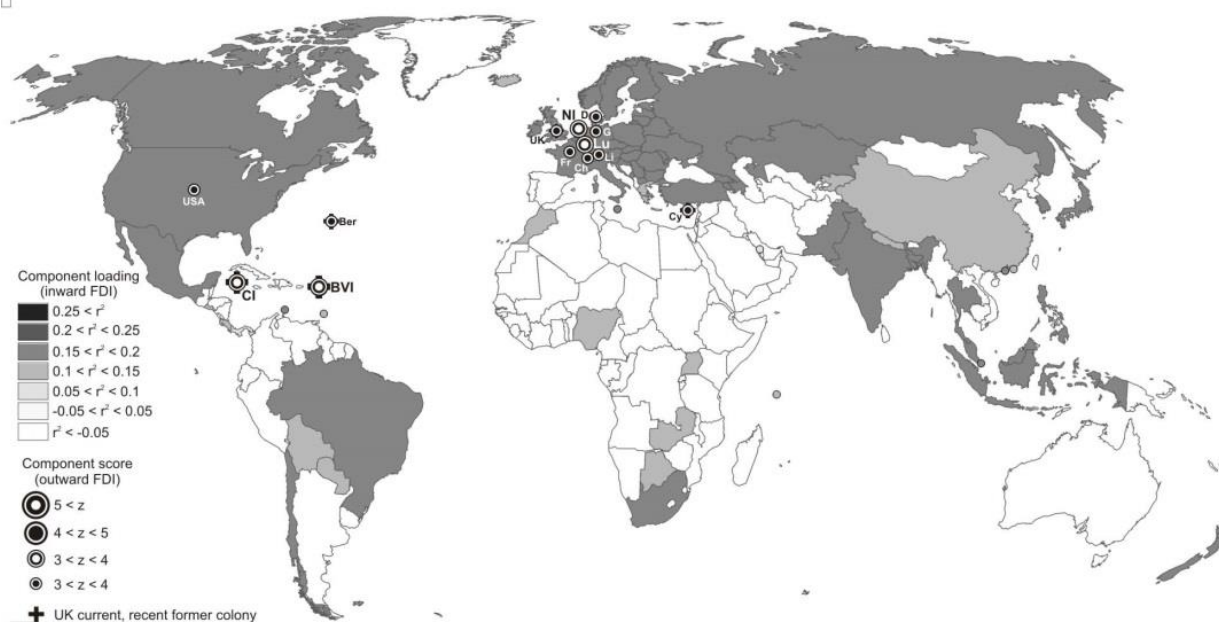 NI
D
UK
G
Lu
Fr
Li
Ch
USA
Ber
Cy
CI
BVI
Component loading
(inward FDI)
0.25 < r²
0.2 < r² < 0.25
0.15 < r² < 0.2
0.1 < r² < 0.15
0.05 < r² < 0.1
-0.05 < r² < 0.05
r² < -0.05
Component score
(outward FDI)
5 < z
4 < z < 5
3 < z < 4
3 < z < 4
UK current, recent former colony